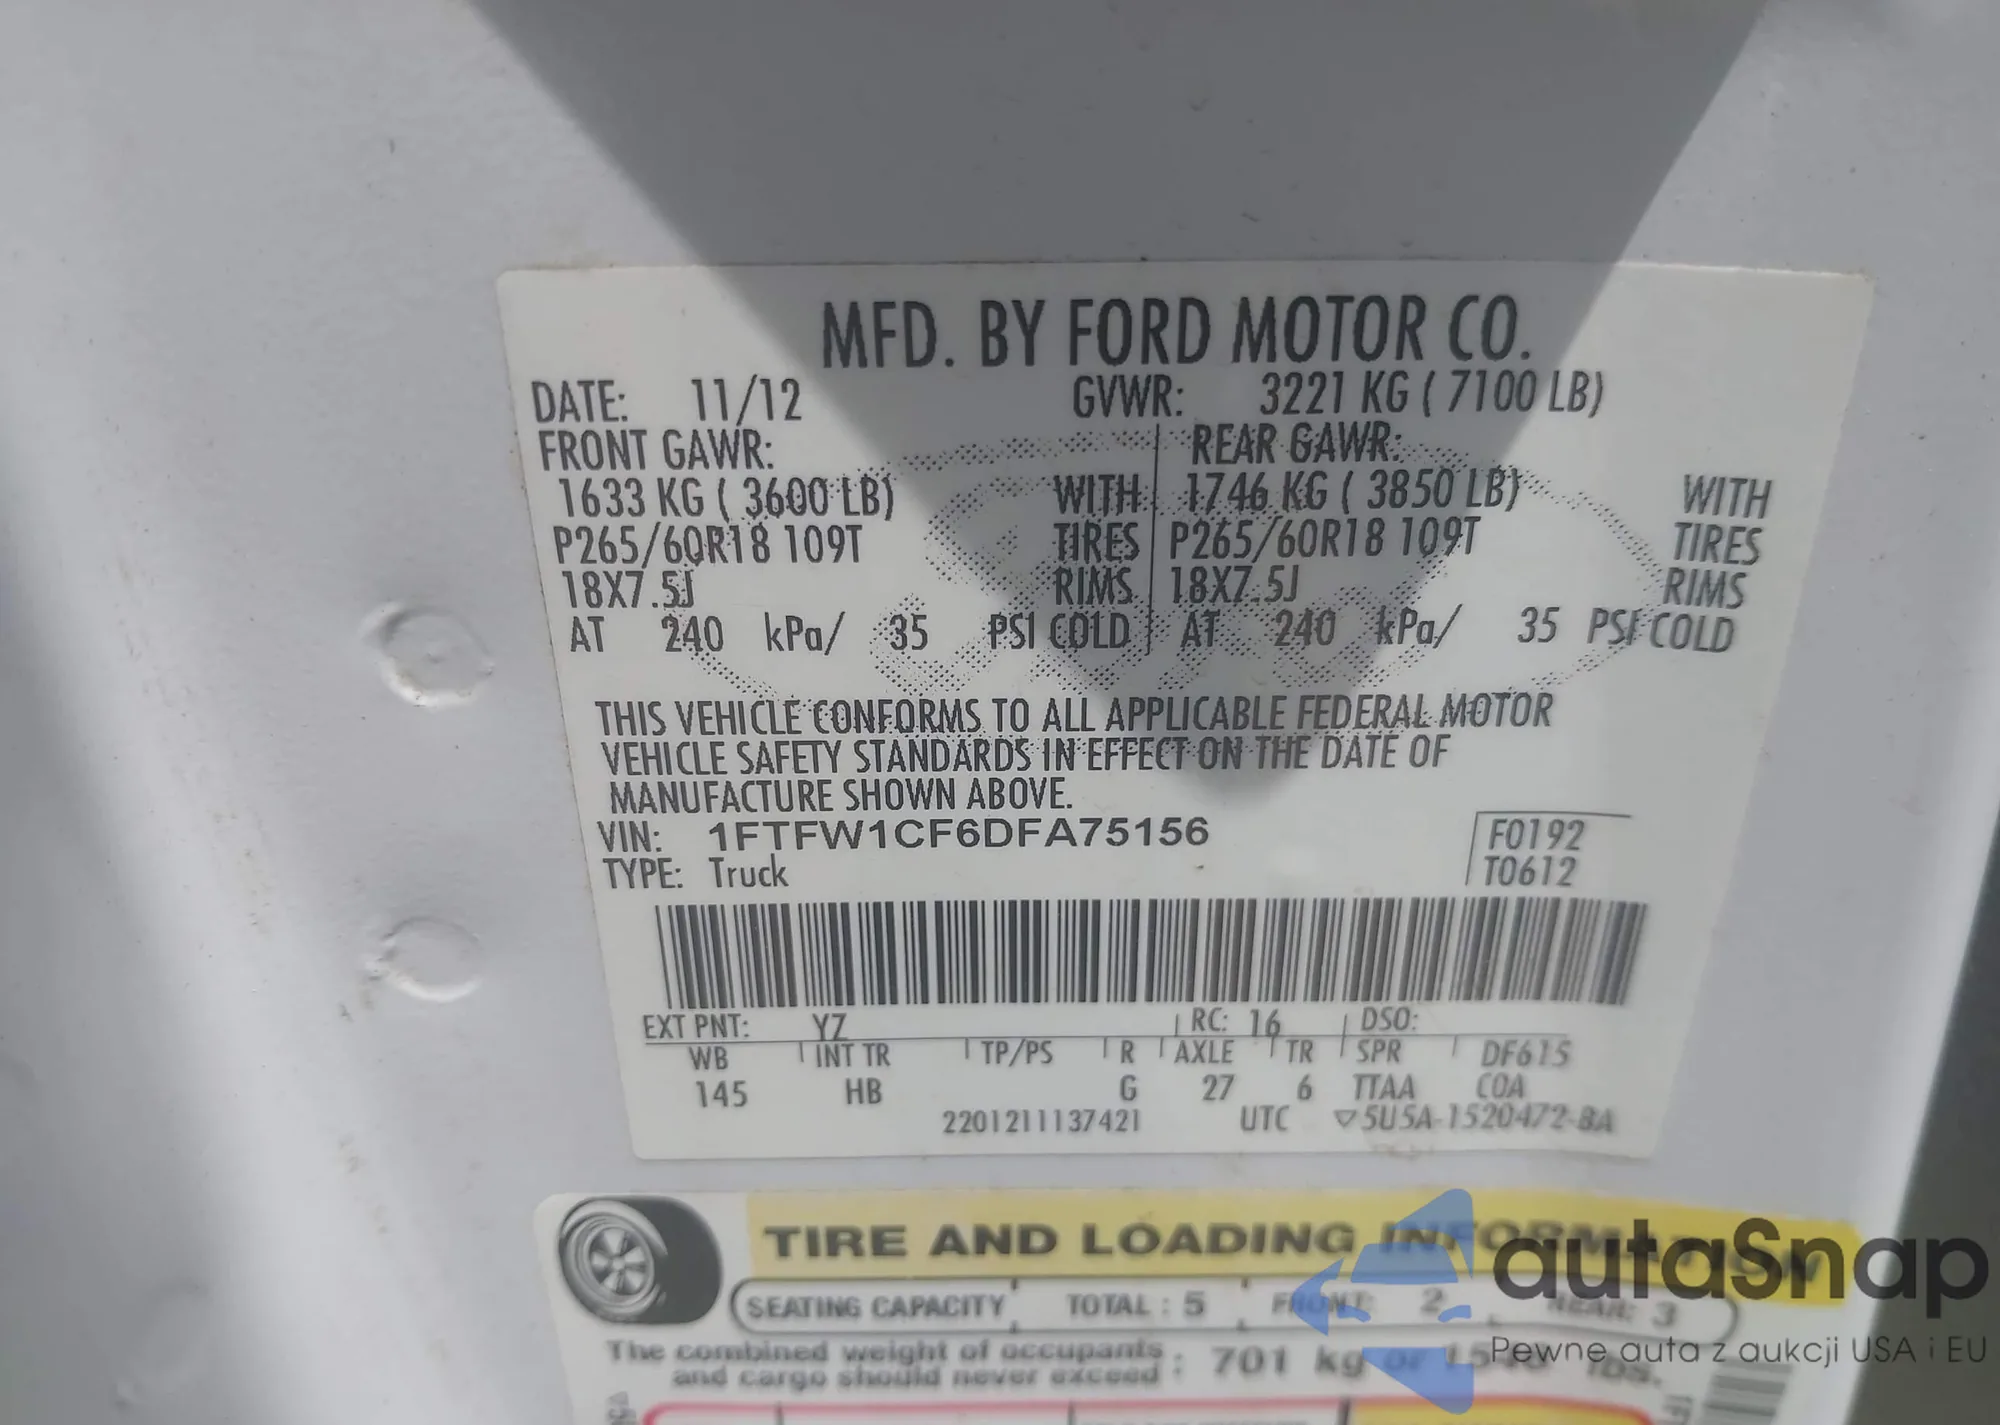 MFD. BY FORD MOTOR CO.
DATE: 11/12 GVWR: 3221 KG ( 7100 LB)
FRONT GAWR: REAR GAWR:
1633 KG ( 3600 LB) WITH 1746 KG ( 3850 LB) WITH
P265/60R18 109T TIRES P265/60R18 109T TIRES
18X7.5J RIMS 18X7.5J RIMS
AT 240 kPa/ 35 PSI COLD AT 240 kPa/ 35 PSI COLD
THIS VEHICLE CONFORMS TO ALL APPLICABLE FEDERAL MOTOR
VEHICLE SAFETY STANDARDS IN EFFECT ON THE DATE OF
MANUFACTURE SHOWN ABOVE.
VIN: 1FTFW1CF6DFA75156 F0192
TYPE: Truck T0612
EXT PNT: YZ RC: 16 DSO:
WB INT TR TP/PS R AXLE TR SPR DF615
145 HB G 27 6 TTAA COA
2201211137421 UTC ▽5U5A-1520472-BA
TIRE AND LOADING INFORMATION
SEATING CAPACITY TOTAL : 5 FRONT: 2 REAR: 3
The combined weight of occupants
and cargo should never exceed : 701 kg or lbs.
autaSnap
Pewne auta z aukcji USA i EU